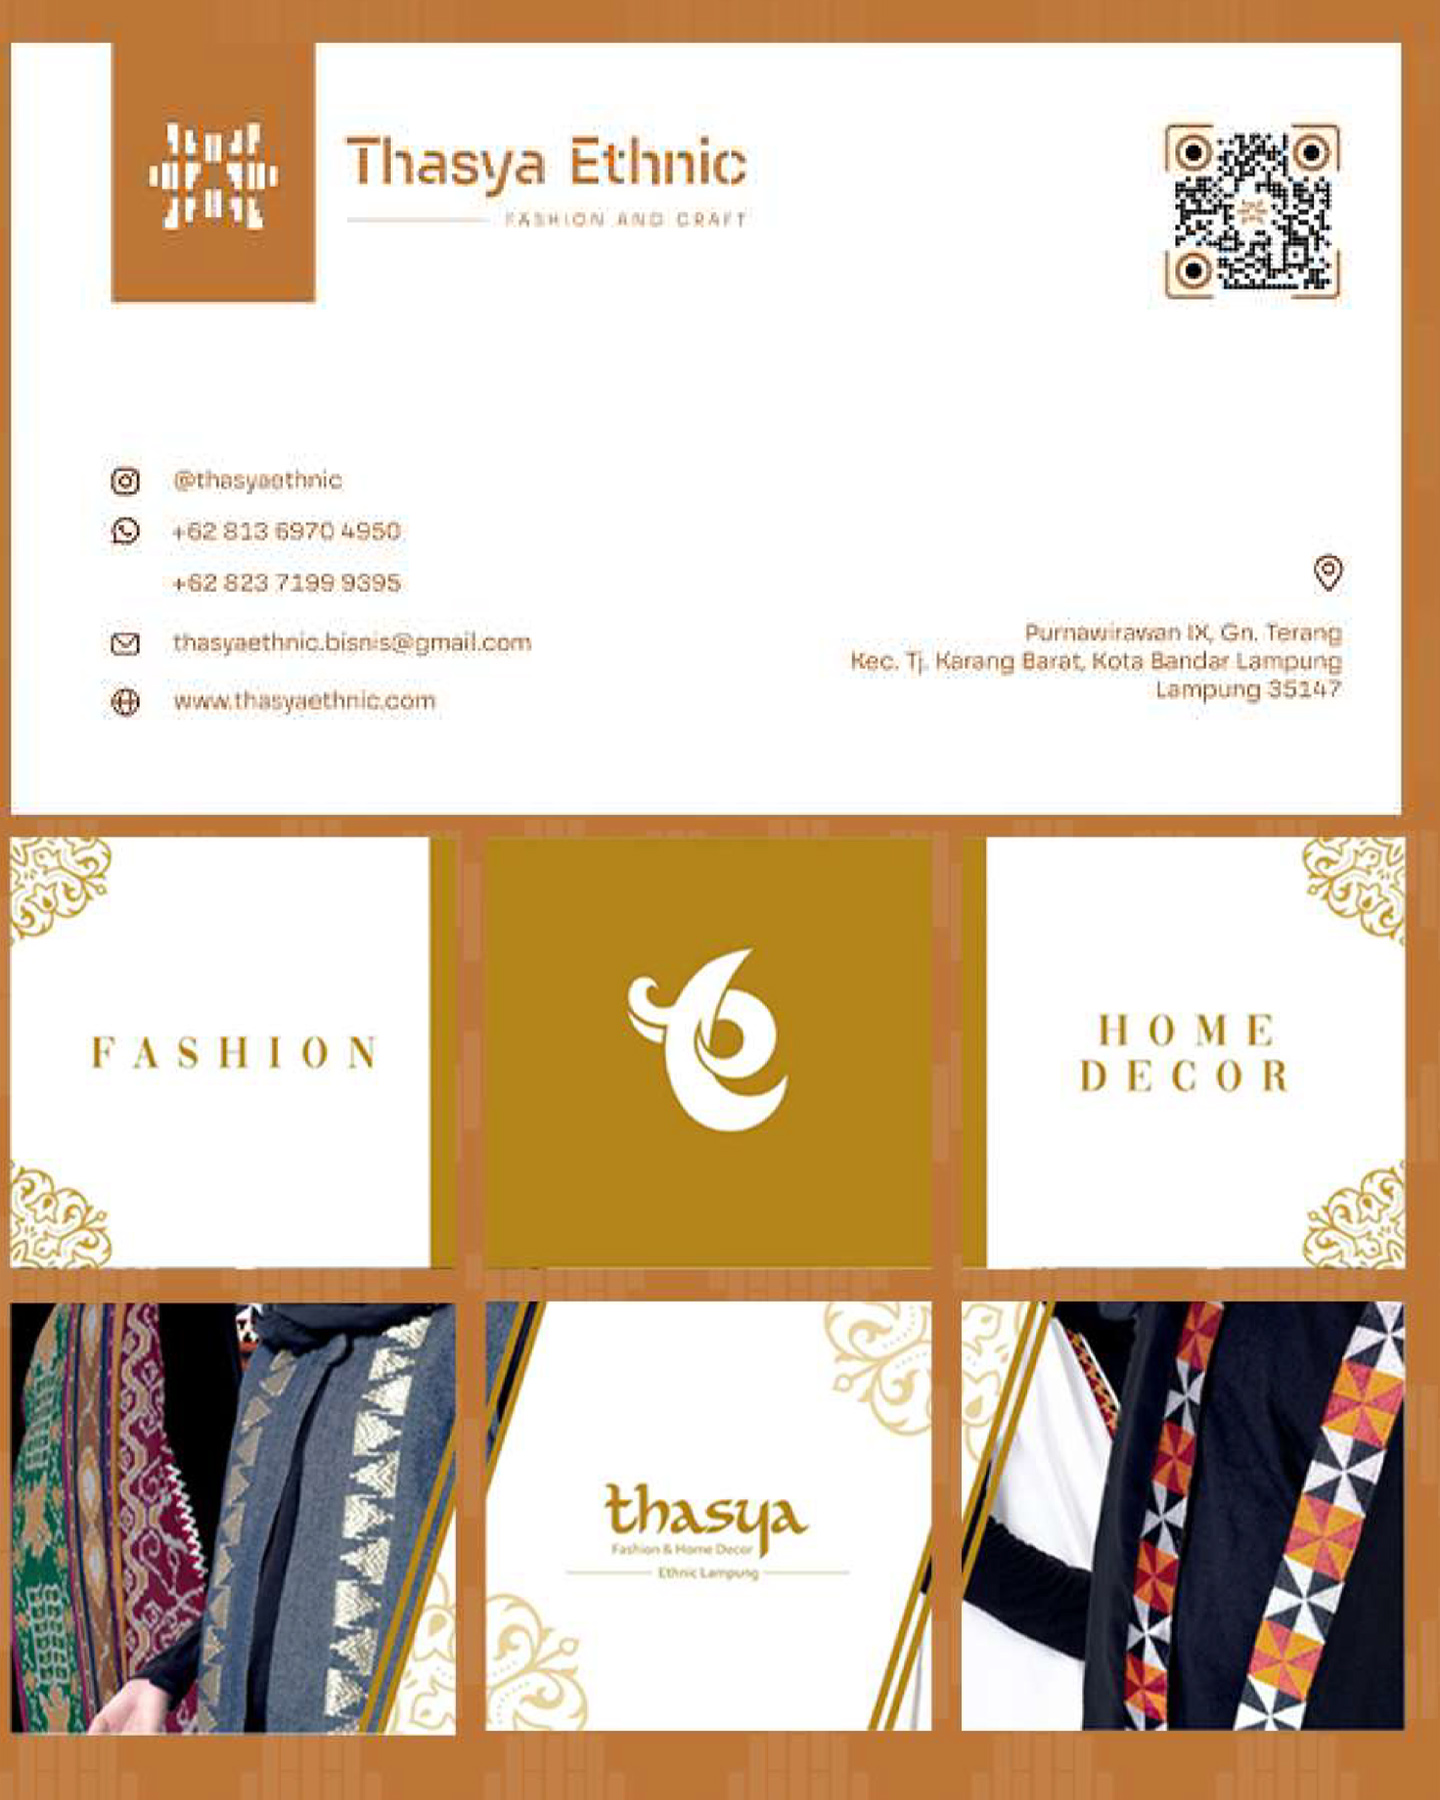 Thasya Ethnic
FASHION AND CRAFT
@thasyaethnic
+62 813 6970 4950
+62 823 7199 9395
thasyaethnic.bisnis@gmail.com
www.thasyaethnic.com
Purnawirawan IX, Gn. Terang
Kec. Tj. Karang Barat, Kota Bandar Lampung
Lampung 35147
FASHION
HOME
DECOR
thasya
Fashion & Home Decor
Ethnic Lampung